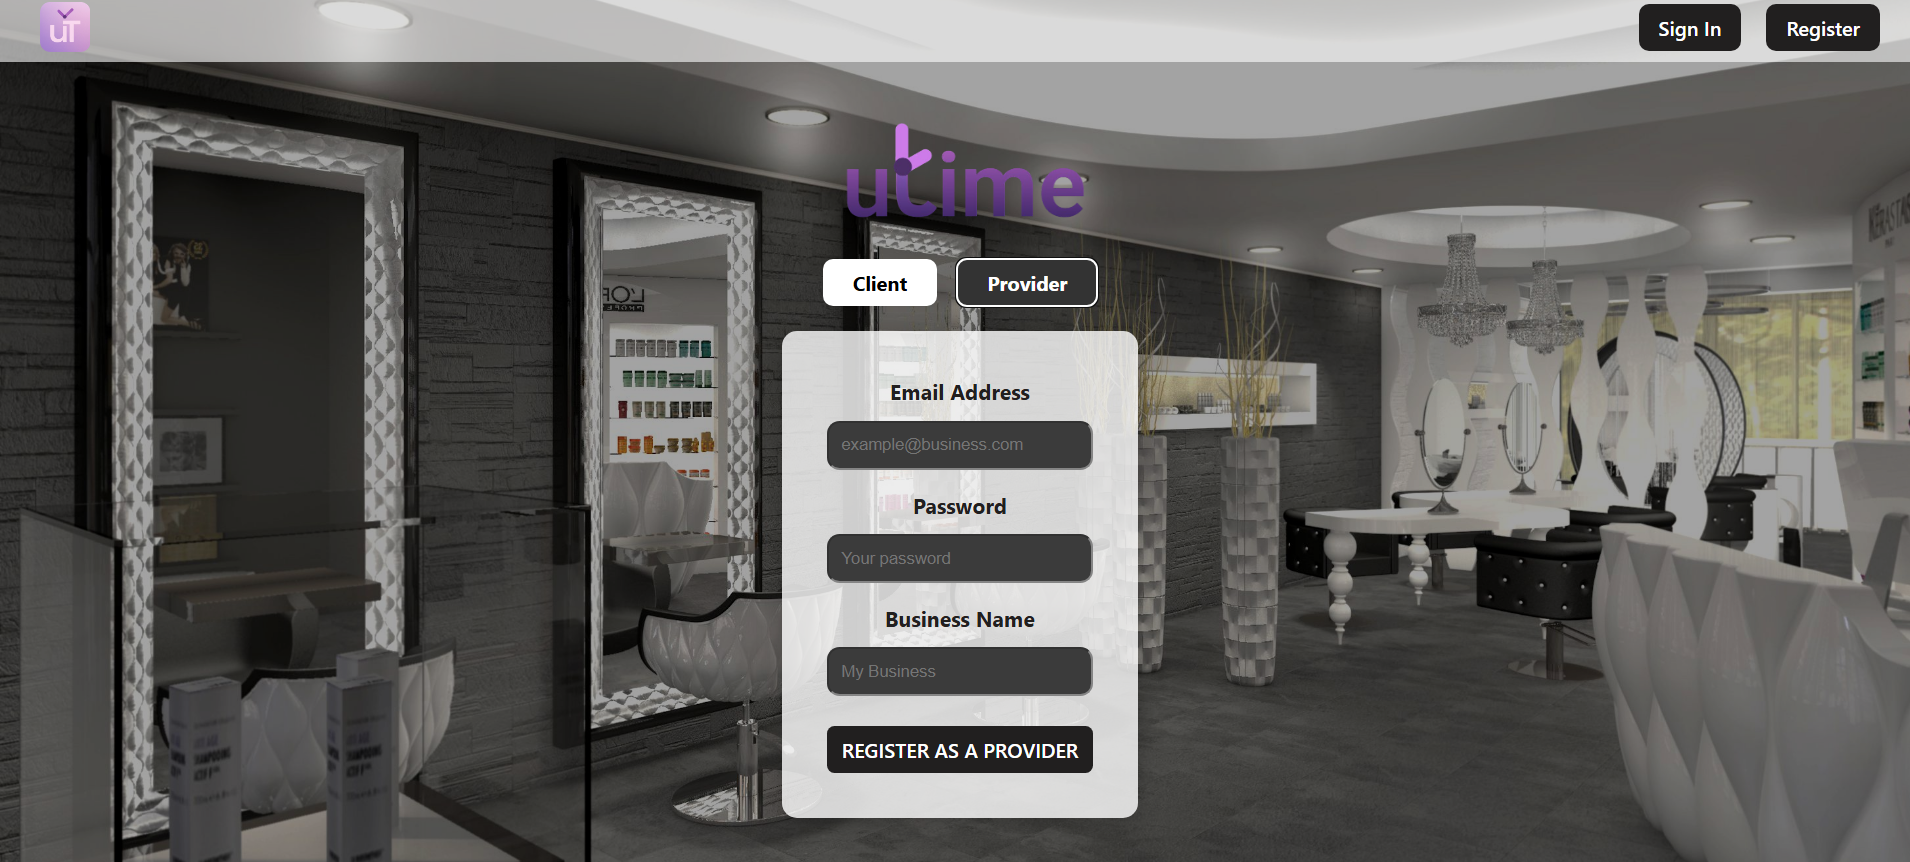 uT
Sign In
Register
utime
Client
Provider
Email Address
example@business.com
Password
Your password
Business Name
My Business
REGISTER AS A PROVIDER